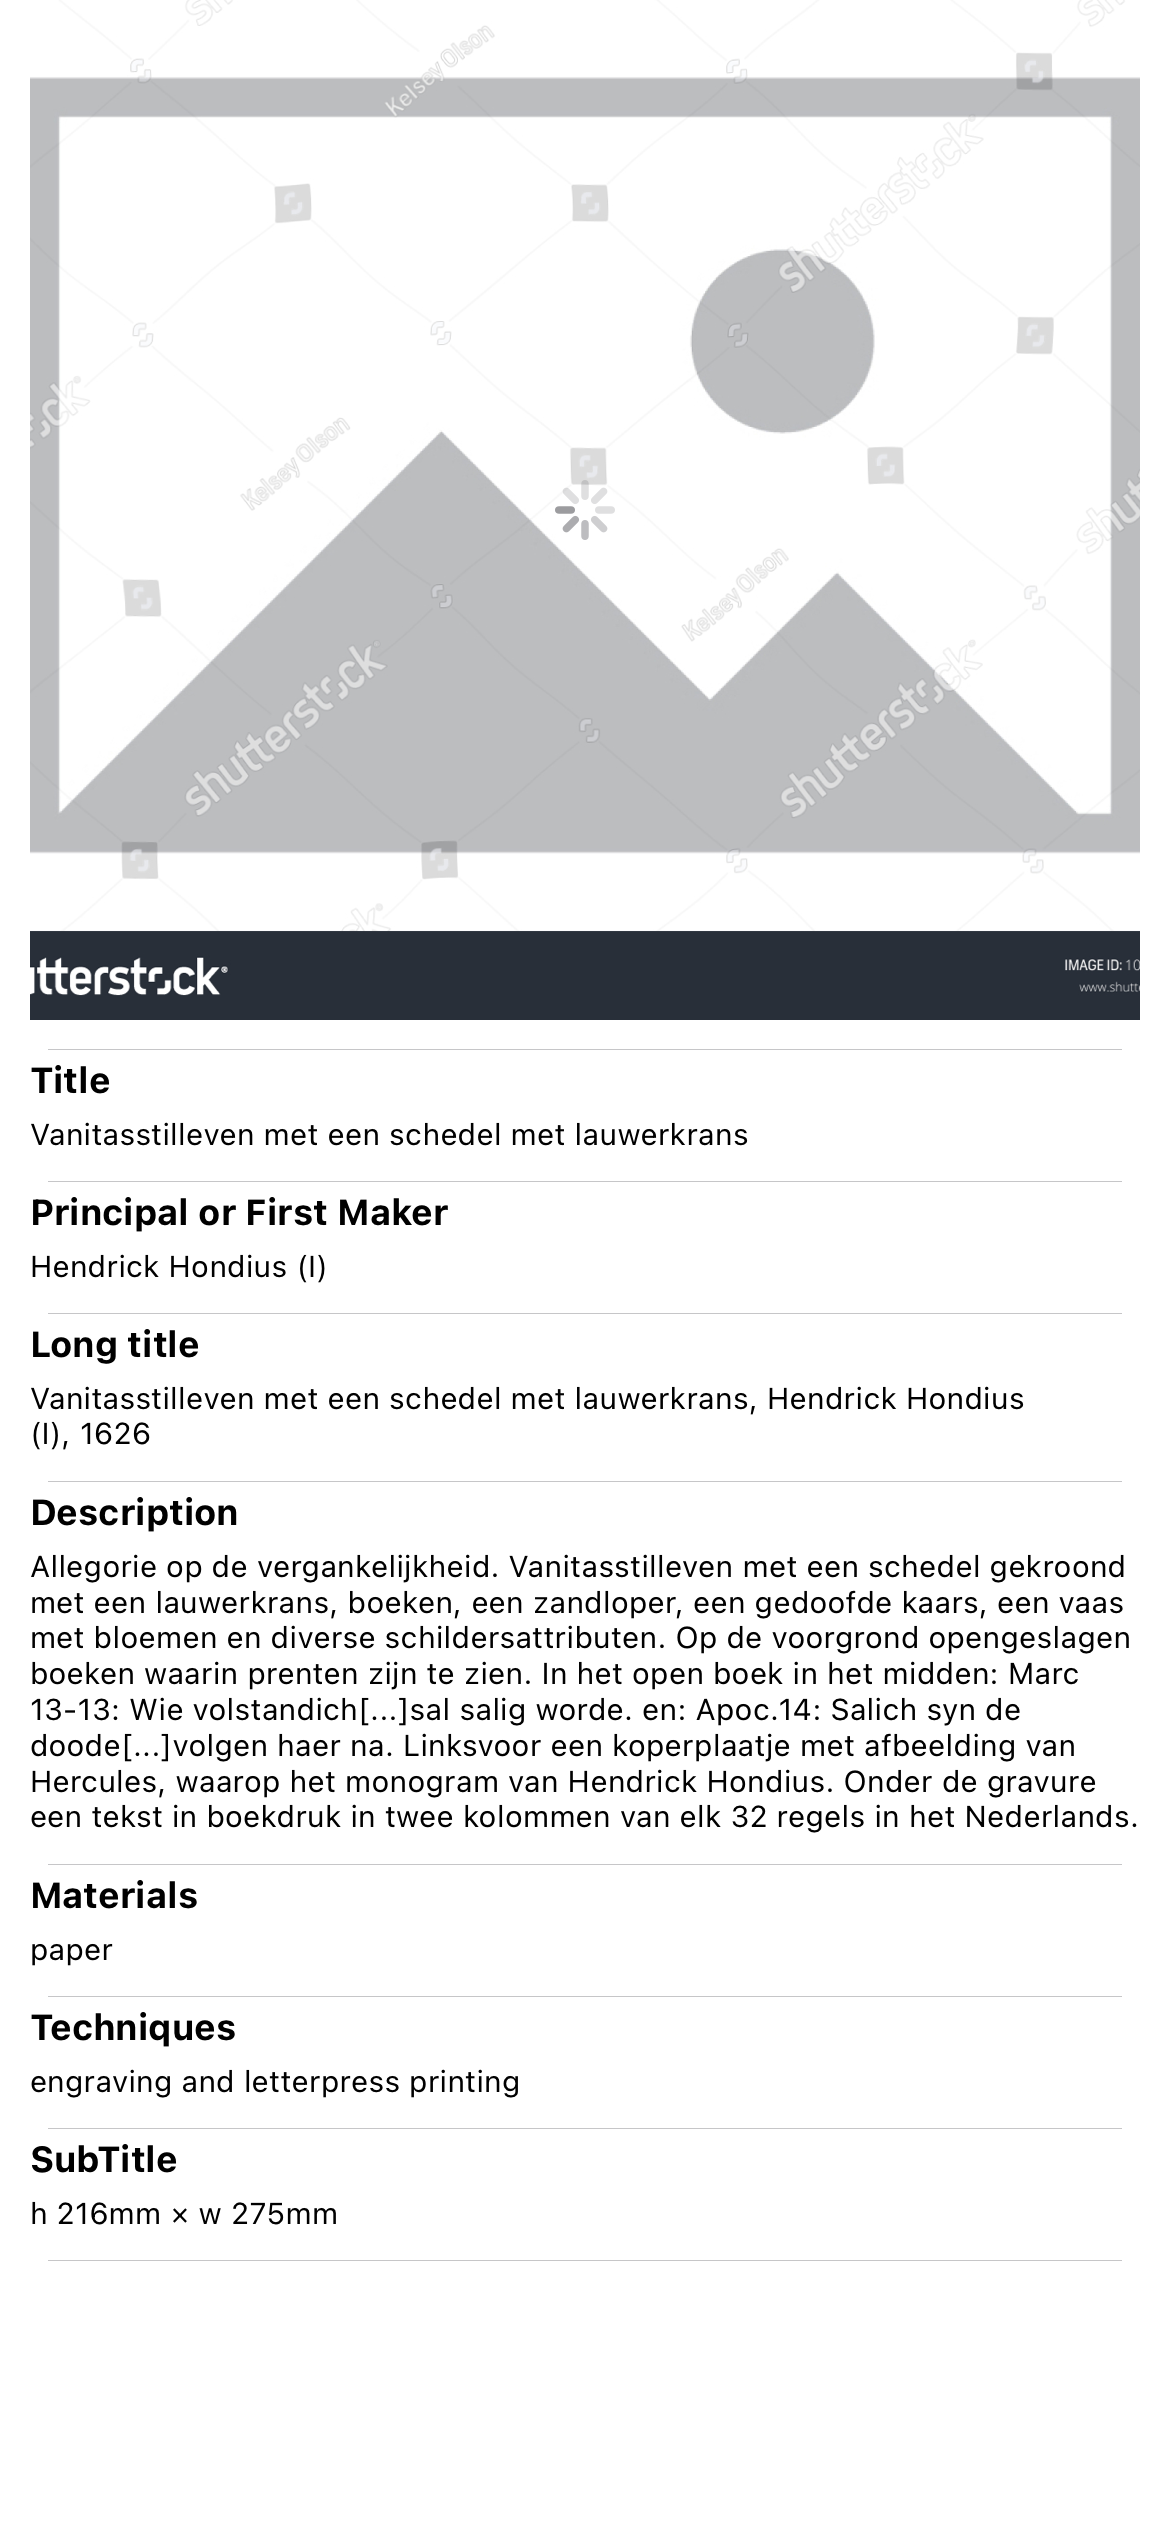 Kelsey Olson
shutterstock
Kelsey Olson
Kelsey Olson
shutterstock
shutterstock
utterstock
IMAGE ID: 10
www.shutte
Title
Vanitasstilleven met een schedel met lauwerkrans
Principal or First Maker
Hendrick Hondius (I)
Long title
Vanitasstilleven met een schedel met lauwerkrans, Hendrick Hondius
(I), 1626
Description
Allegorie op de vergankelijkheid. Vanitasstilleven met een schedel gekroond
met een lauwerkrans, boeken, een zandloper, een gedoofde kaars, een vaas
met bloemen en diverse schildersattributen. Op de voorgrond opengeslagen
boeken waarin prenten zijn te zien. In het open boek in het midden: Marc
13-13: Wie volstandich[...]sal salig worde. en: Apoc.14: Salich syn de
doode[...]volgen haer na. Linksvoor een koperplaatje met afbeelding van
Hercules, waarop het monogram van Hendrick Hondius. Onder de gravure
een tekst in boekdruk in twee kolommen van elk 32 regels in het Nederlands.
Materials
paper
Techniques
engraving and letterpress printing
SubTitle
h 216mm × w 275mm